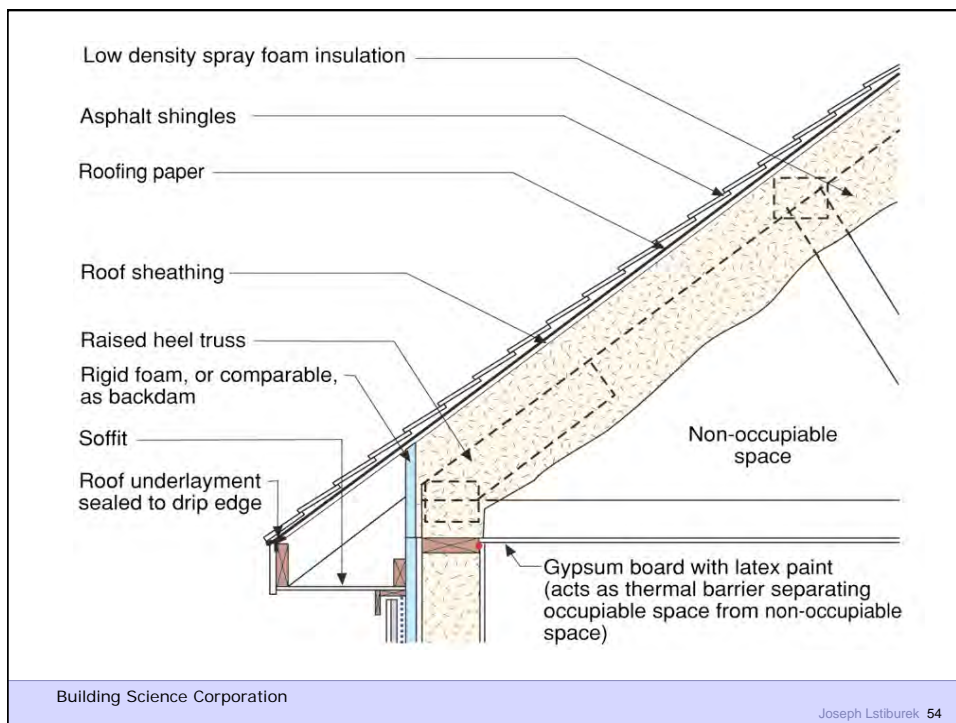 Low density spray foam insulation
Asphalt shingles
Roofing paper
Roof sheathing
Raised heel truss
Rigid foam, or comparable,
as backdam
Soffit
Roof underlayment
sealed to drip edge
Non-occupiable
space
Gypsum board with latex paint
(acts as thermal barrier separating
occupiable space from non-occupiable
space)
Building Science Corporation
Joseph Lstiburek 54